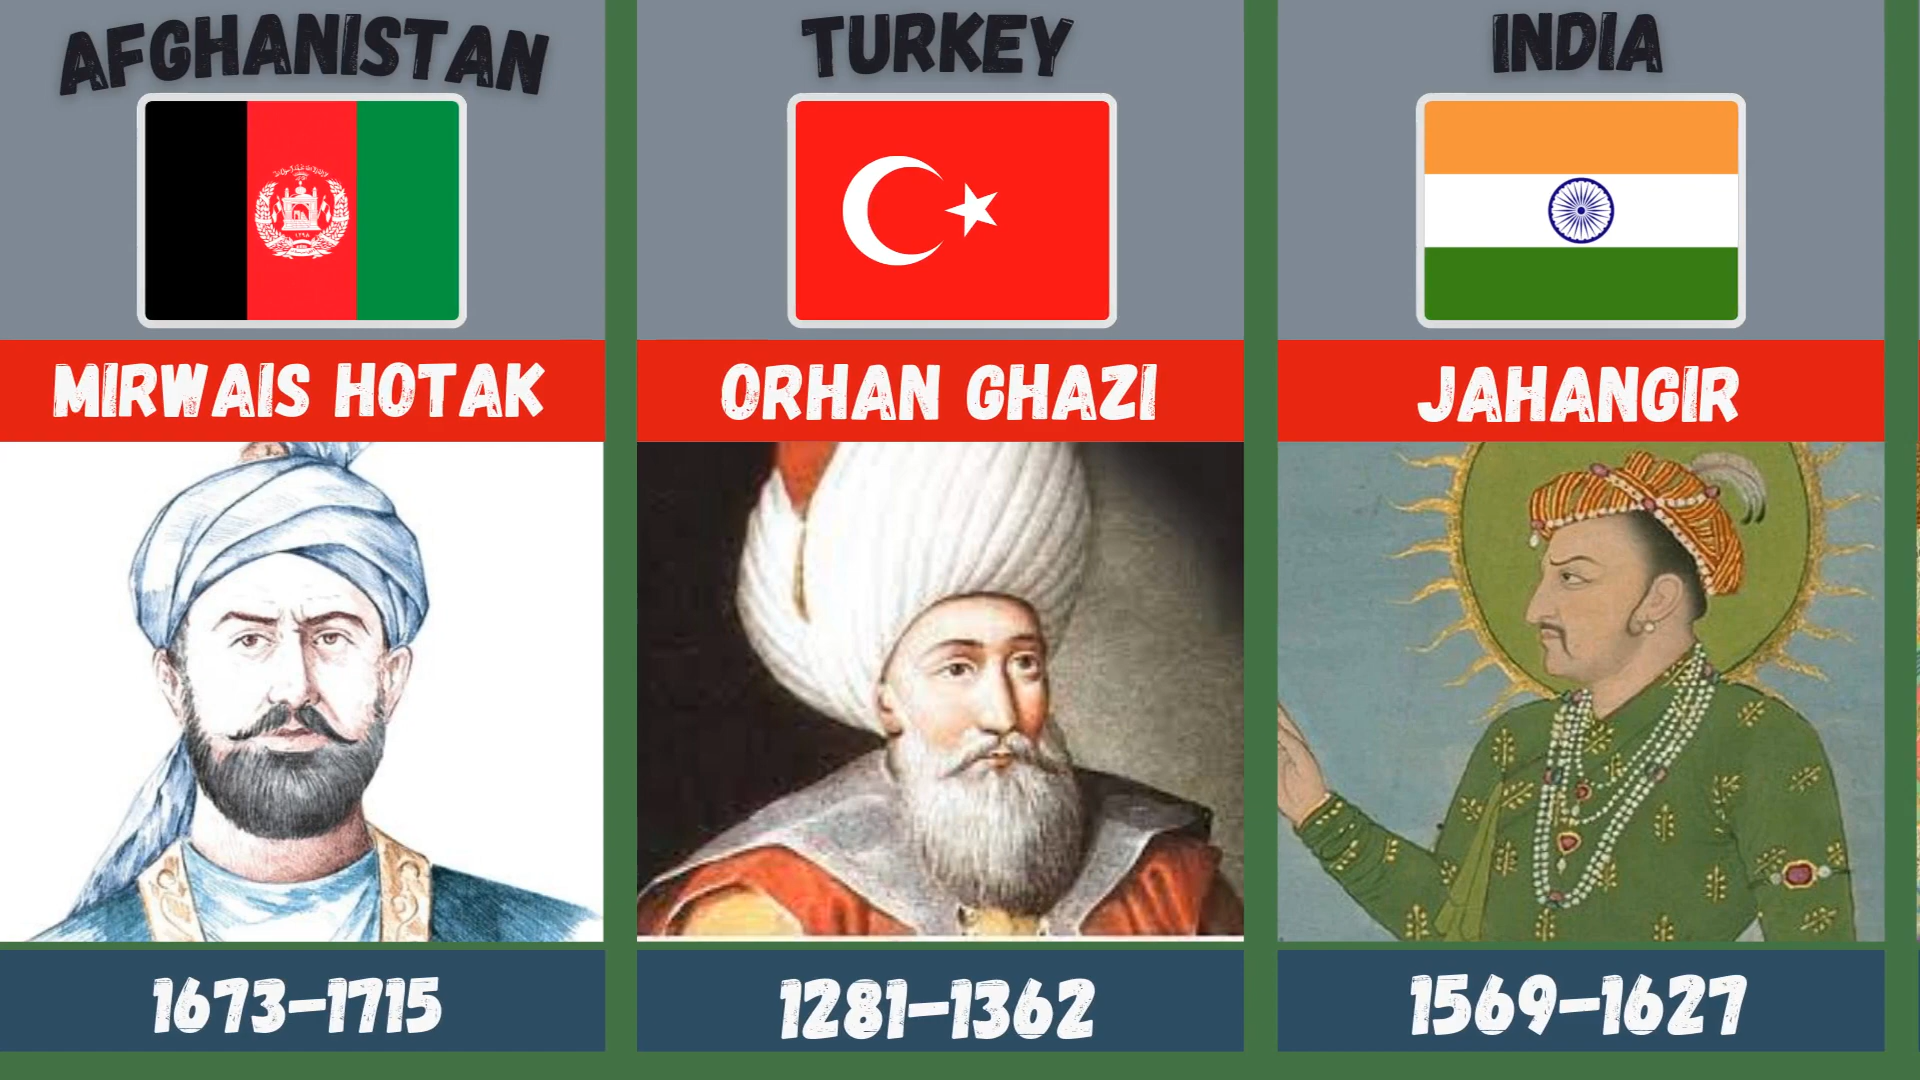 AFGHANISTAN
TURKEY
INDIA
MIRWAIS HOTAK
ORHAN GHAZI
JAHANGIR
1673-1715
1281-1362
1569-1627